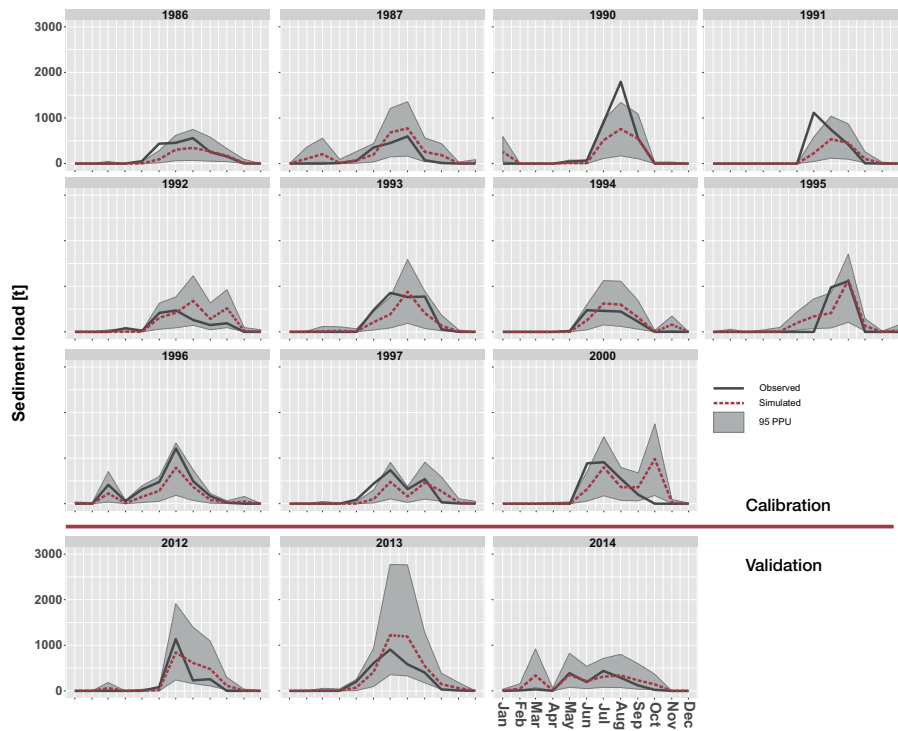 1986 1987 1990 1991
3000
2000
1000
0
1992 1993 1994 1995
Sediment load [t]
1996 1997 2000
Observed
Simulated
95 PPU
Calibration
Validation
2012 2013 2014
3000
2000
1000
0
Jan Feb Mar Apr May Jun Jul Aug Sep Oct Nov Dec